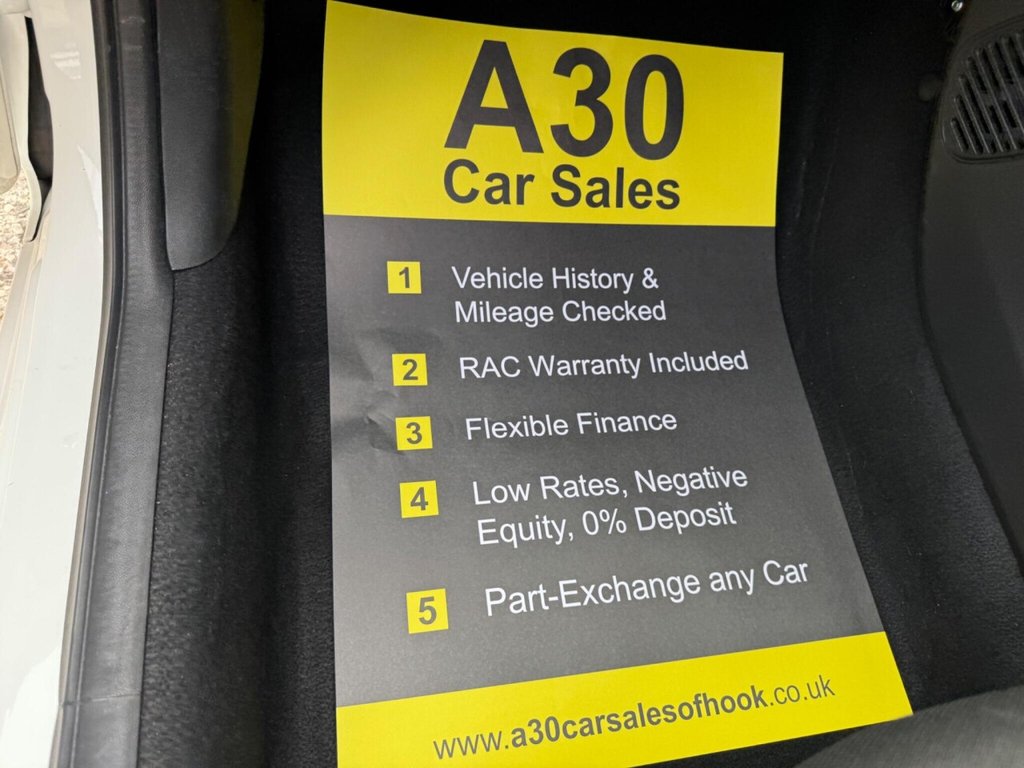 A30
Car Sales
1 Vehicle History &
Mileage Checked
2 RAC Warranty Included
3 Flexible Finance
4 Low Rates, Negative
Equity, 0% Deposit
5 Part-Exchange any Car
www.a30carsalesofhook.co.uk